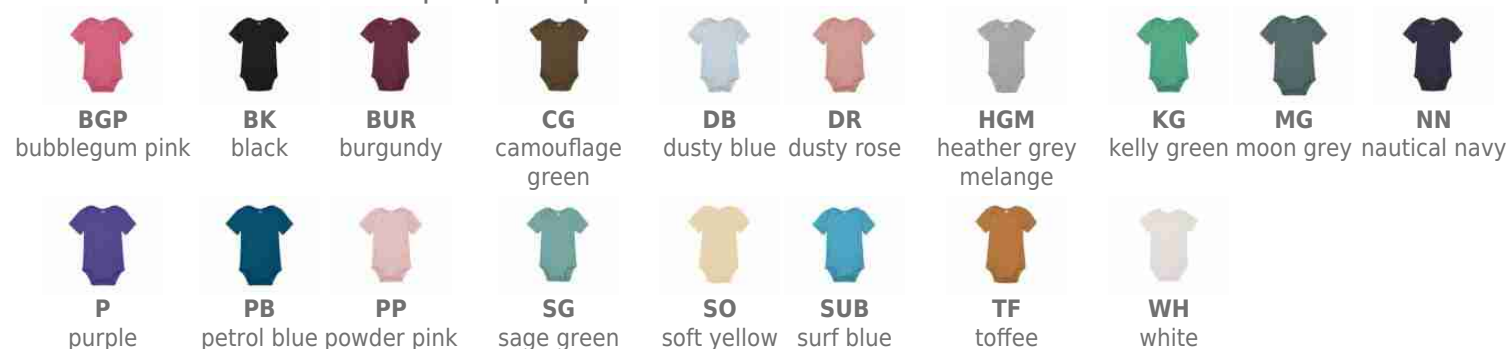 BGP BK BUR CG DB DR HGM KG MG NN
bubblegum pink black burgundy camouflage dusty blue dusty rose heather grey kelly green moon grey nautical navy
green melange
P PB PP SG SO SUB TF WH
purple petrol blue powder pink sage green soft yellow surf blue toffee white